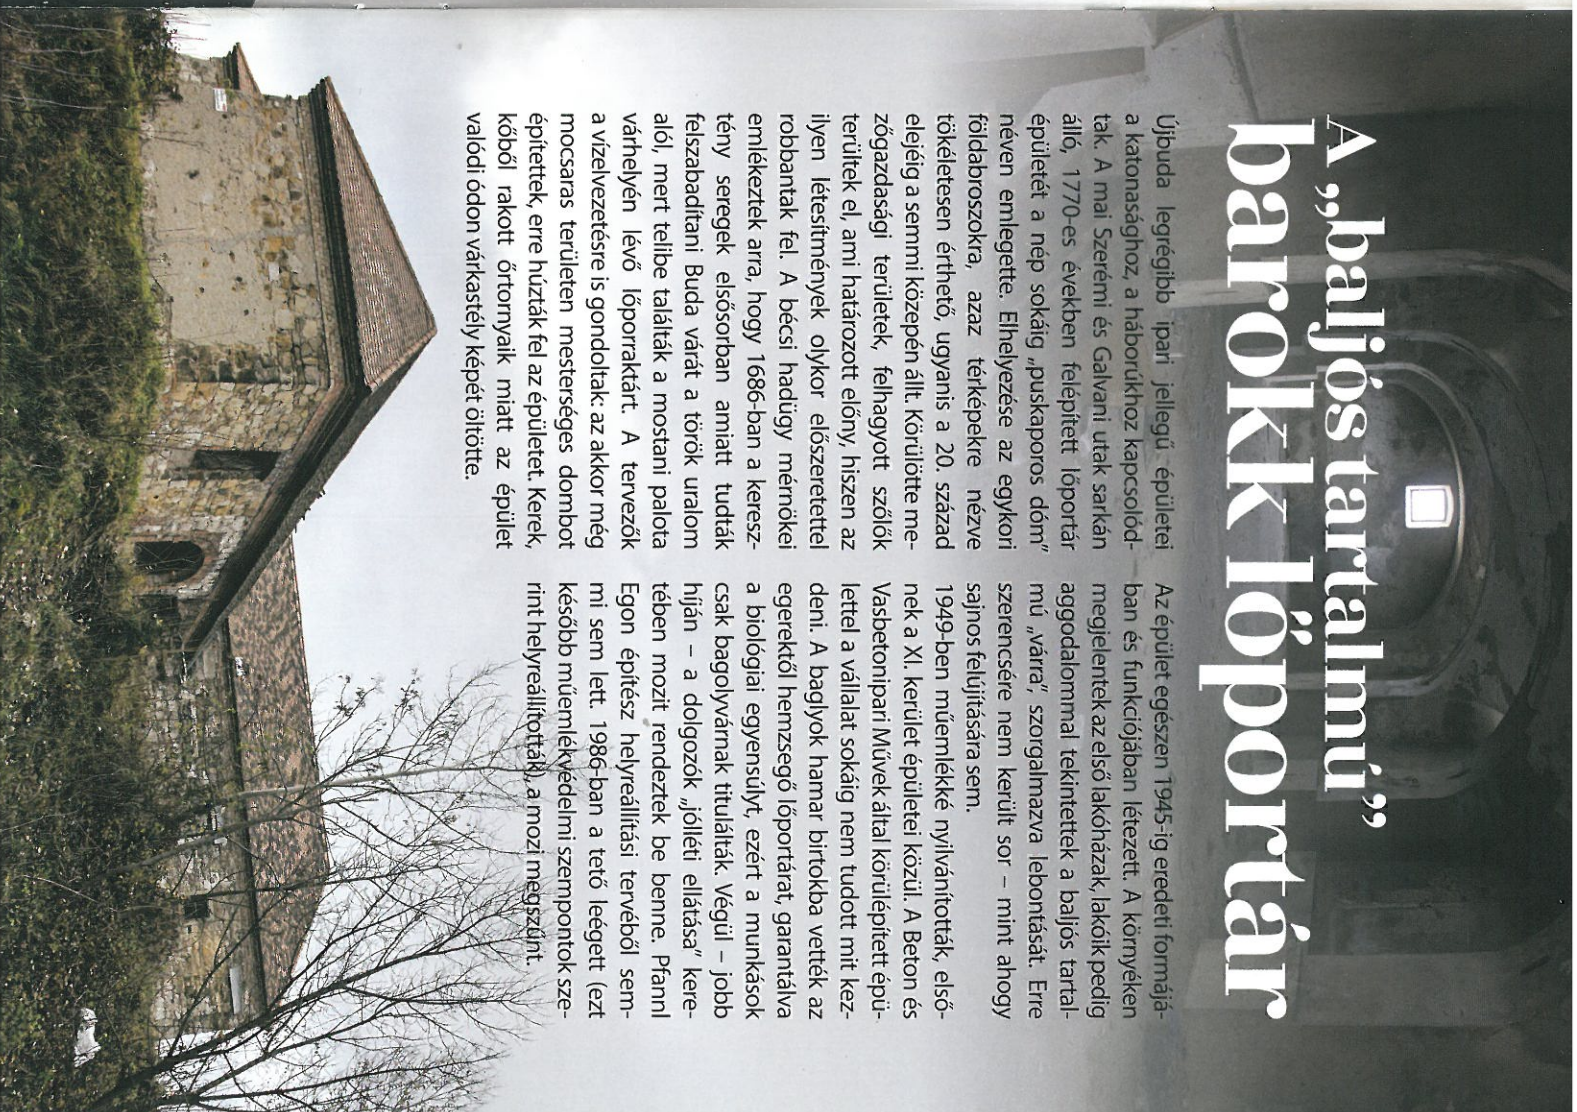 A „baljós tartalmú”
barokk lőportár
Újbuda legrégibb ipari jellegű épületei
a katonasághoz, a háborúkhoz kapcsolód-
tak. A mai Szerémi és Galvani utak sarkán
álló, 1770-es években felépített lőportár
épületét a nép sokáig „puskaporos dóm”
néven emlegette. Elhelyezése az egykori
földabroszokra, azaz térképekre nézve
tökéletesen érthető, ugyanis a 20. század
elejéig a semmi közepén állt. Körülötte me-
zőgazdasági területek, felhagyott szőlők
terültek el, ami határozott előny, hiszen az
ilyen létesítmények olykor előszeretettel
robbantak fel. A bécsi hadügy mérnökei
emlékeztek arra, hogy 1686-ban a keresz-
tény seregek elsősorban amiatt tudták
felszabadítani Buda várát a török uralom
alól, mert telibe találták a mostani palota
várhelyén lévő lőporraktárt. A tervezők
a vízelvezetésre is gondoltak: az akkor még
mocsaras területen mesterséges dombot
építettek, erre húzták fel az épületet. Kerek,
kőből rakott őrtornyaik miatt az épület
valódi ódon várkastély képét öltötte.
Az épület egészen 1945-ig eredeti formájá-
ban és funkciójában létezett. A környéken
megjelentek az első lakóházak, lakóik pedig
aggodalommal tekintettek a baljós tartal-
mú „várra”, szorgalmazva lebontását. Erre
szerencsére nem került sor – mint ahogy
sajnos felújítására sem.
1949-ben műemlékké nyilvánították, első-
nek a XI. kerület épületei közül. A Beton és
Vasbetonipari Művek által körülépített épü-
lettel a vállalat sokáig nem tudott mit kez-
deni. A baglyok hamar birtokba vették az
egerektől hemzsegő lőportárat, garantálva
a biológiai egyensúlyt, ezért a munkások
csak bagolyvárnak titulálták. Végül – jobb
híján – a dolgozók „jólléti ellátása” kere-
tében mozit rendeztek be benne. Pfannl
Egon építész helyreállítási tervéből sem-
mi sem lett. 1986-ban a tető leégett (ezt
később műemlékvédelmi szempontok sze-
rint helyreállították), a mozi megszűnt.